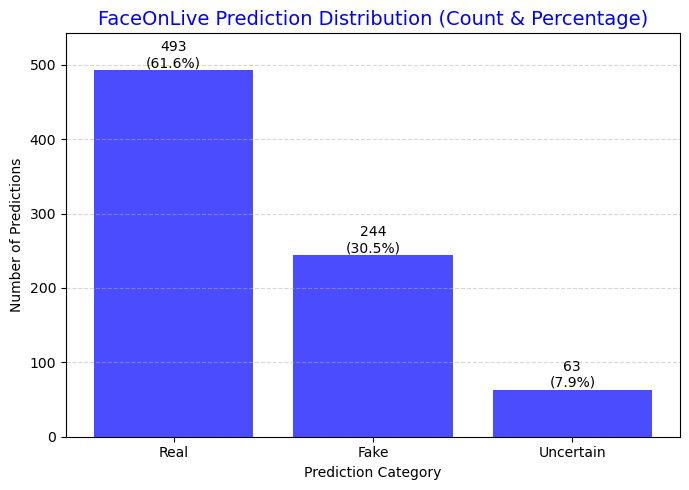 FaceOnLive Prediction Distribution (Count & Percentage)
Number of Predictions
500
400
300
200
100
0
493
(61.6%)
244
(30.5%)
63
(7.9%)
Real
Fake
Uncertain
Prediction Category